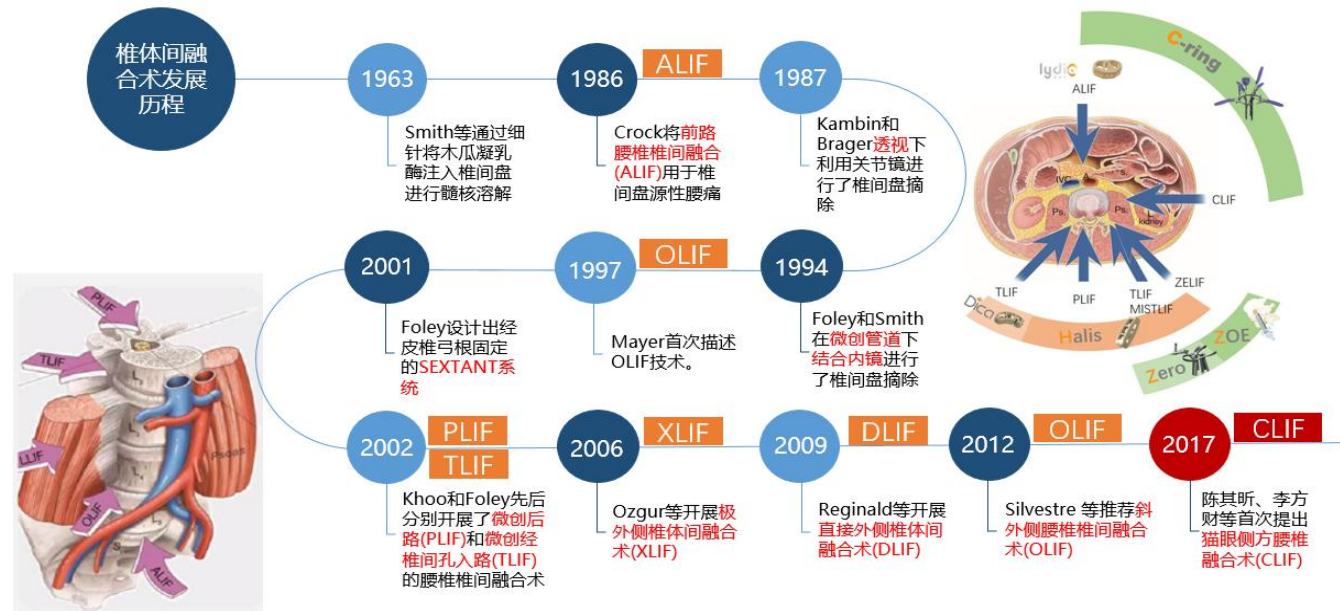 椎体间融
合术发展
历程
1963
Smith等通过细
针将木瓜凝乳
酶注入椎间盘
进行髓核溶解
1986
ALIF
Crock将前路
腰椎椎间融合
(ALIF)用于椎
间盘源性腰痛
1987
Kambin和
Brager透视下
利用关节镜进
行了椎间盘摘
除
2001
Foley设计出经
皮椎弓根固定
的SEXTANT系
统
1997
OLIF
Mayer首次描述
OLIF技术。
1994
Foley和Smith
在微创管道下
结合内镜进行
了椎间盘摘除
2002
PLIF
TLIF
Khoo和Foley先后
分别开展了微创后
路(PLIF)和微创经
椎间孔入路(TLIF)
的腰椎椎间融合术
2006
XLIF
Ozgur等开展极
外侧椎体间融合
术(XLIF)
2009
DLIF
Reginald等开展
直接外侧椎体间
融合术(DLIF)
2012
OLIF
Silvestre 等推荐斜
外侧腰椎椎间融合
术(OLIF)
2017
CLIF
陈其昕、李方
财等首次提出
猫眼侧方腰椎
融合术(CLIF)
C-ring
lydic
ALIF
IVC
A.
S.
Ps.
Ps.
L.
kidney
CLIF
TLIF
PLIF
TLIF
MISTLIF
ZELIF
Dica
Halis
Zero
ZOE
PLIF
TLIF
LLIF
OLIF
ALIF
Psoas